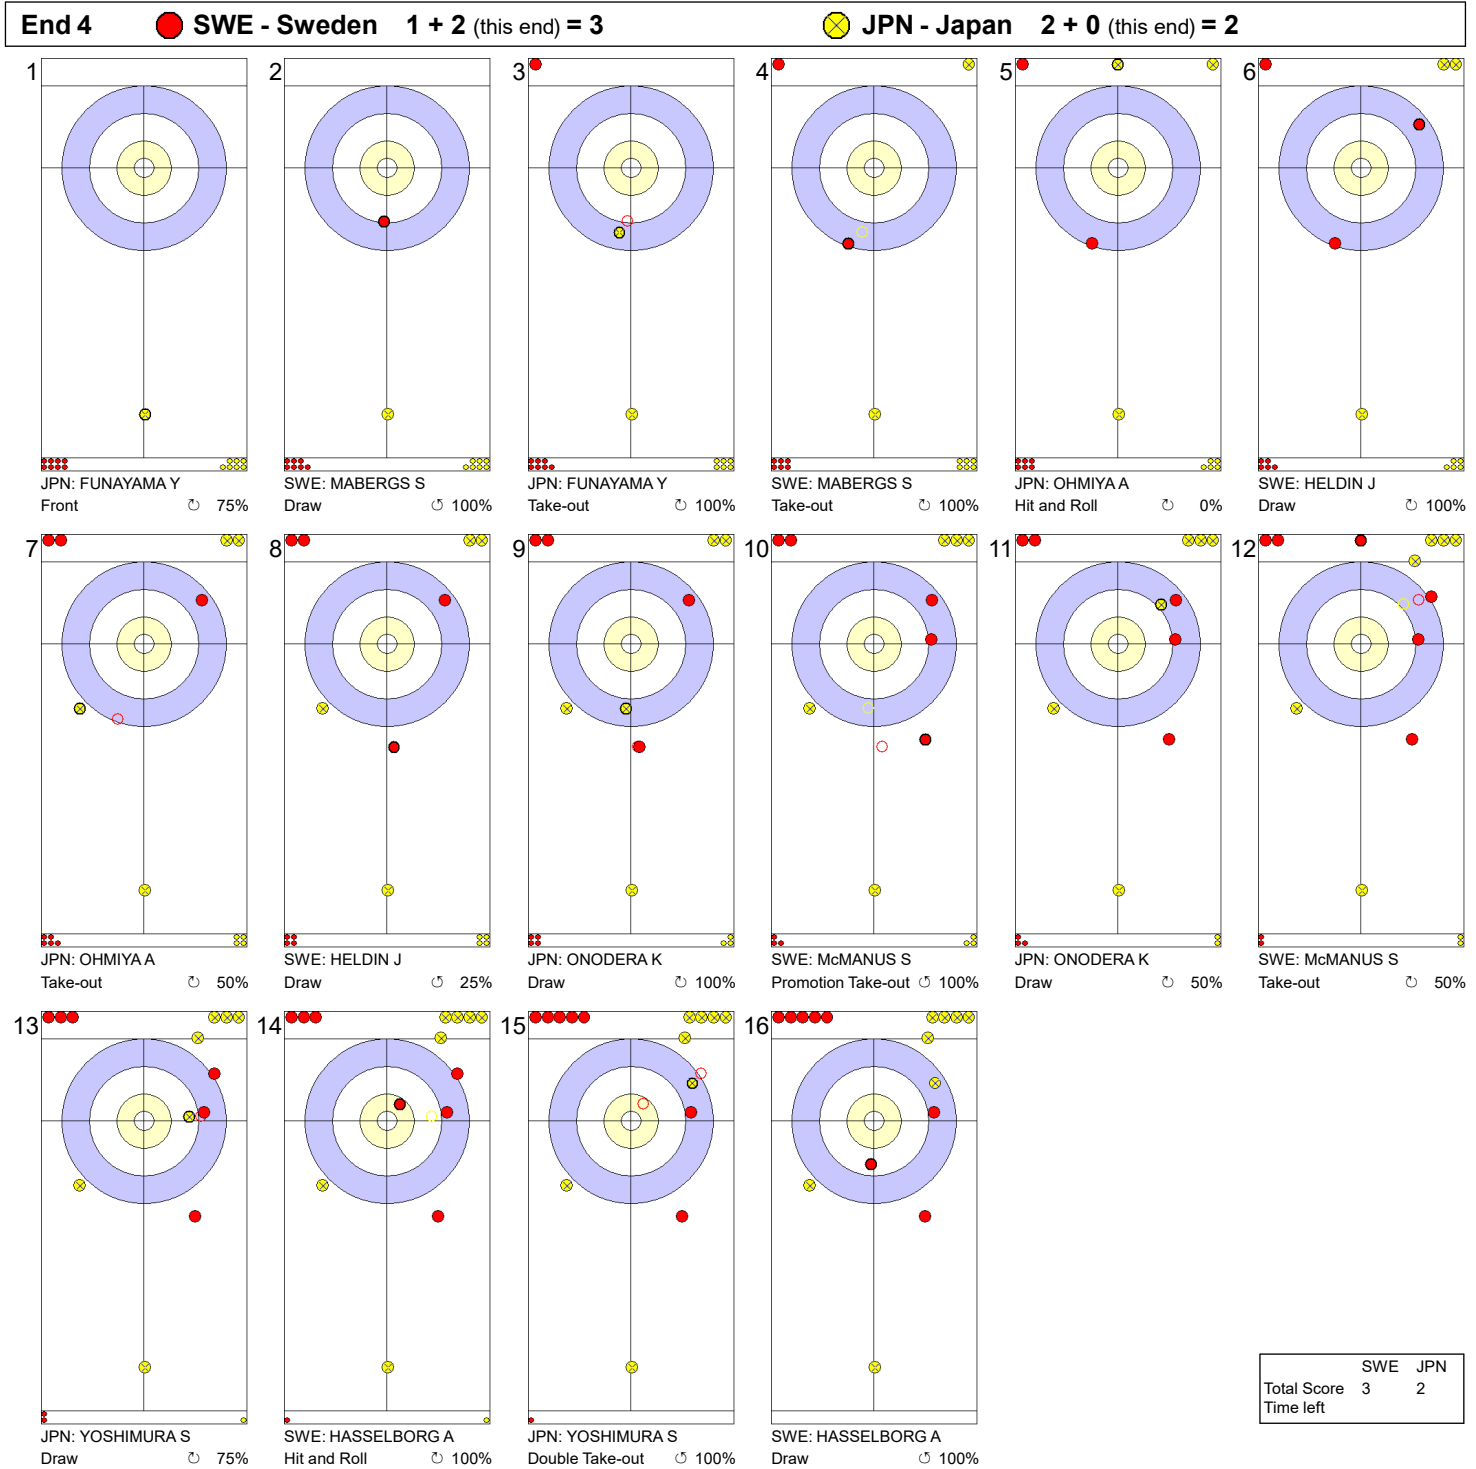 End 4 SWE - Sweden 1 + 2 (this end) = 3 JPN - Japan 2 + 0 (this end) = 2
1 2 3 4 5 6
JPN: FUNAYAMA Y SWE: MABERGS S JPN: FUNAYAMA Y SWE: MABERGS S JPN: OHMIYA A SWE: HELDIN J
Front ↻ 75% Draw ↺ 100% Take-out ↻ 100% Take-out ↻ 100% Hit and Roll ↻ 0% Draw ↻ 100%
7 8 9 10 11 12
JPN: OHMIYA A SWE: HELDIN J JPN: ONODERA K SWE: McMANUS S JPN: ONODERA K SWE: McMANUS S
Take-out ↻ 50% Draw ↺ 25% Draw ↻ 100% Promotion Take-out ↺ 100% Draw ↻ 50% Take-out ↻ 50%
13 14 15 16
JPN: YOSHIMURA S SWE: HASSELBORG A JPN: YOSHIMURA S SWE: HASSELBORG A
Draw ↻ 75% Hit and Roll ↺ 100% Double Take-out ↺ 100% Draw ↺ 100%
SWE JPN
Total Score 3 2
Time left